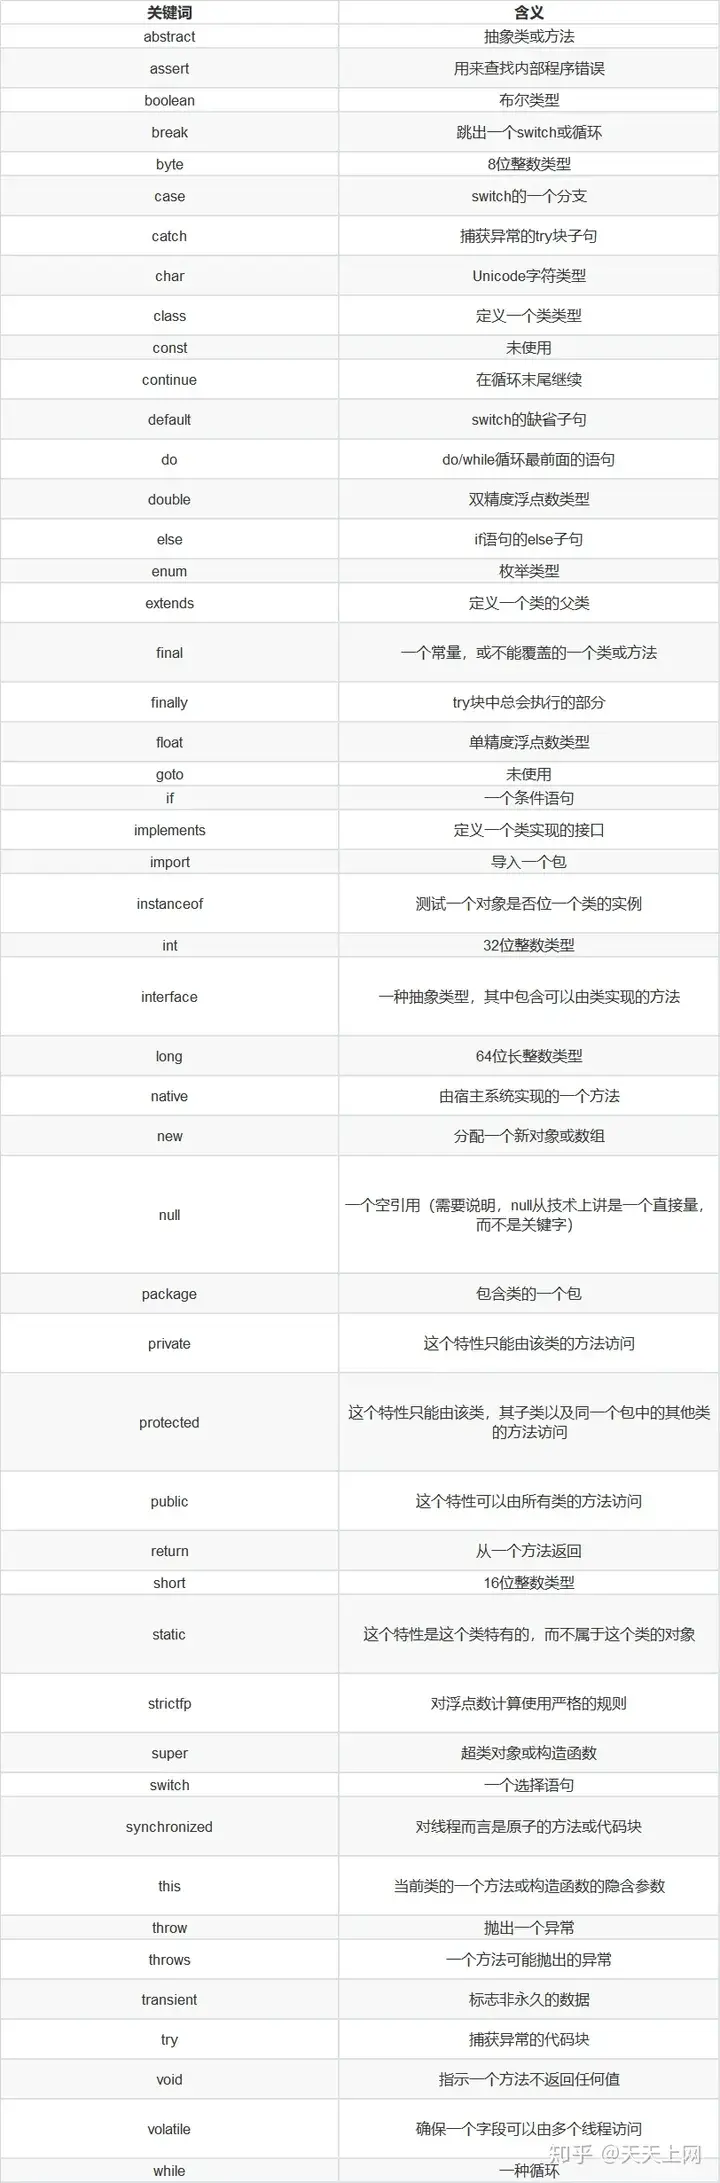 关键词 含义
abstract 抽象类或方法
assert 用来查找内部程序错误
boolean 布尔类型
break 跳出一个switch或循环
byte 8位整数类型
case switch的一个分支
catch 捕获异常的try块子句
char Unicode字符类型
class 定义一个类类型
const 未使用
continue 在循环末尾继续
default switch的缺省子句
do do/while循环最前面的语句
double 双精度浮点数类型
else if语句的else子句
enum 枚举类型
extends 定义一个类的父类
final 一个常量，或不能覆盖的一个类或方法
finally try块中总会执行的部分
float 单精度浮点数类型
goto 未使用
if 一个条件语句
implements 定义一个类实现的接口
import 导入一个包
instanceof 测试一个对象是否位一个类的实例
int 32位整数类型
interface 一种抽象类型，其中包含可以由类实现的方法
long 64位长整数类型
native 由宿主系统实现的一个方法
new 分配一个新对象或数组
null 一个空引用（需要说明，null从技术上讲是一个直接量，
而不是关键字）
package 包含类的一个包
private 这个特性只能由该类的方法访问
protected 这个特性只能由该类，其子类以及同一个包中的其他类
的方法访问
public 这个特性可以由所有类的方法访问
return 从一个方法返回
short 16位整数类型
static 这个特性是这个类特有的，而不属于这个类的对象
strictfp 对浮点数计算使用严格的规则
super 超类对象或构造函数
switch 一个选择语句
synchronized 对线程而言是原子的方法或代码块
this 当前类的一个方法或构造函数的隐含参数
throw 抛出一个异常
throws 一个方法可能抛出的异常
transient 标志非永久的数据
try 捕获异常的代码块
void 指示一个方法不返回任何值
volatile 确保一个字段可以由多个线程访问
知乎 @天天上网
while 一种循环